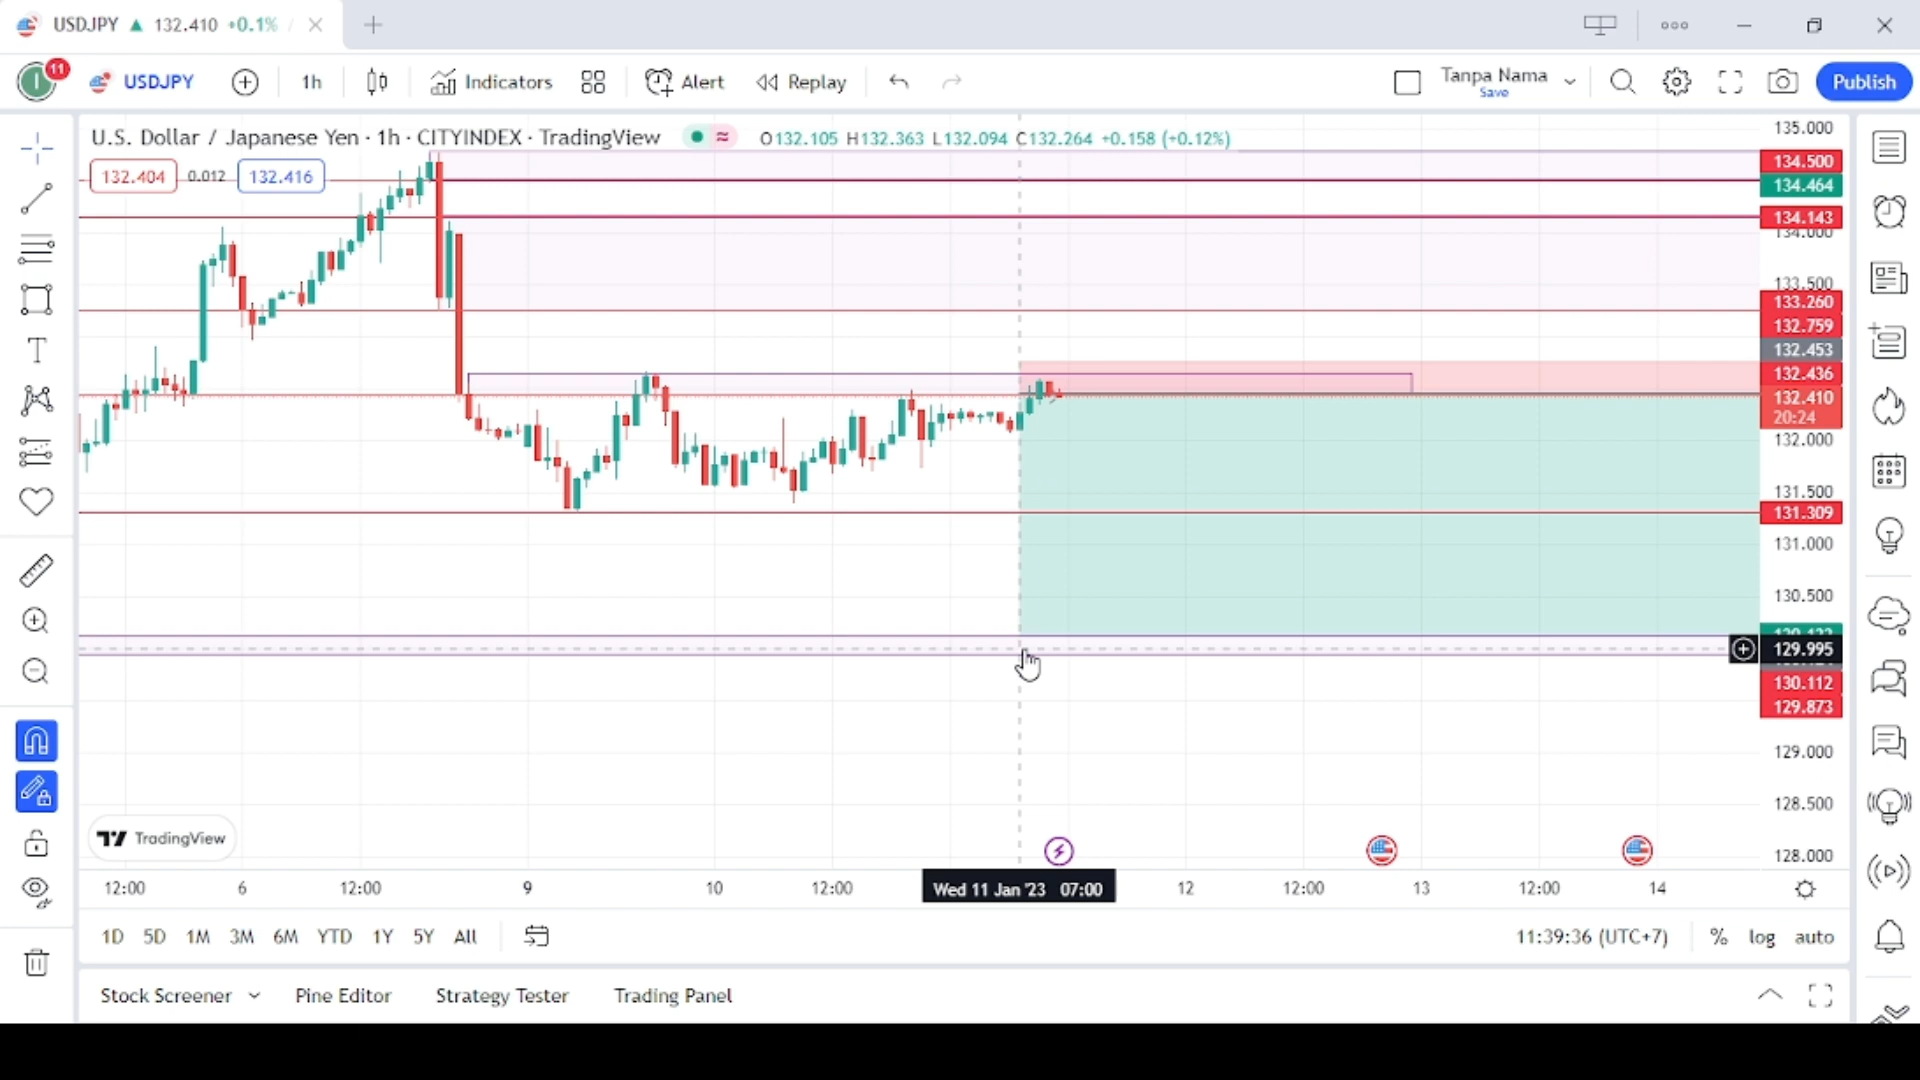 USDJPY ▲ 132.410 +0.1% /
11
I
USDJPY
1h
Indicators
Alert
Replay
Tanpa Nama
Save
Publish
U.S. Dollar / Japanese Yen · 1h · CITYINDEX · TradingView
≈
O132.105 H132.363 L132.094 C132.264 +0.158 (+0.12%)
132.404
0.012
132.416
135.000
134.500
134.464
134.143
134.000
133.500
133.260
132.759
132.453
132.436
132.410
20:24
132.000
131.500
131.309
131.000
130.500
129.995
130.112
129.873
129.000
128.500
128.000
T
TradingView
12:00 6 12:00 9 10 12:00 Wed 11 Jan '23 07:00 12 12:00 13 12:00 14
1D 5D 1M 3M 6M YTD 1Y 5Y All
11:39:36 (UTC+7)
% log auto
Stock Screener
Pine Editor
Strategy Tester
Trading Panel